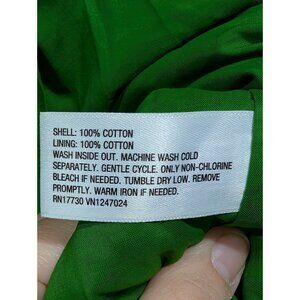 SHELL: 100% COTTON
LINING: 100% COTTON
WASH INSIDE OUT. MACHINE WASH COLD
SEPARATELY. GENTLE CYCLE. ONLY NON-CHLORINE
BLEACH IF NEEDED. TUMBLE DRY LOW. REMOVE
PROMPTLY. WARM IRON IF NEEDED.
RN17730 VN1247024